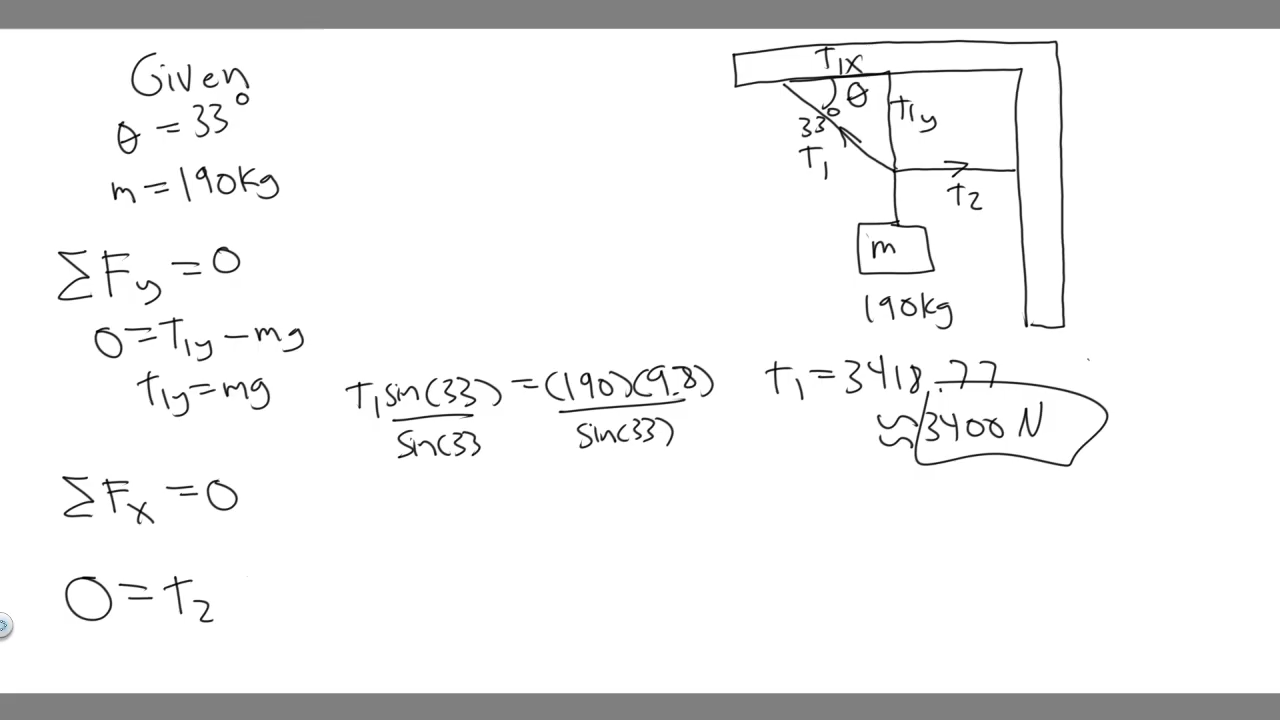 Given
θ = 33°
m = 190kg
ΣFy = 0
0 = T1y - mg
T1y = mg
T1 sin(33) = (190)(9.8)
sin(33 sin(33)
T1 = 3418.77
≈ 3400 N
ΣFx = 0
0 = T2
T1x
θ
33°
T1y
T1
T2
m
190kg